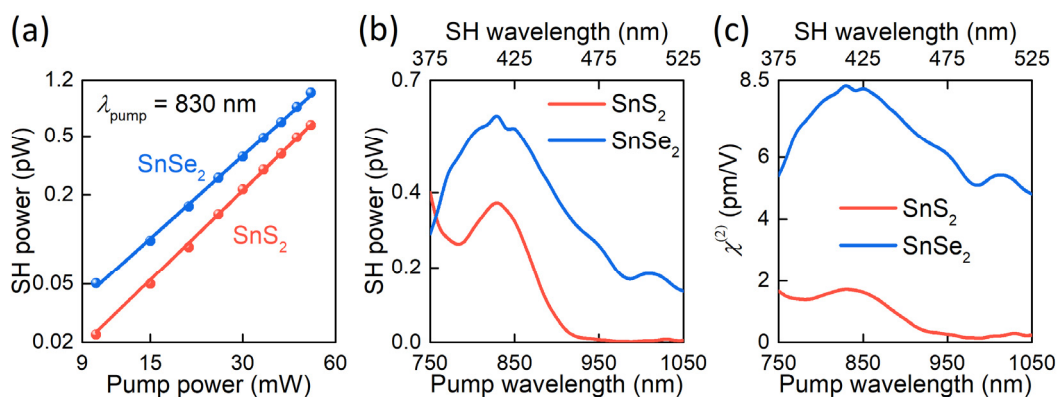 (a)
1.2
0.5
0.2
0.05
0.02
SH power (pW)
λpump = 830 nm
SnSe2
SnS2
9 15 30 60
Pump power (mW)
(b)
SH wavelength (nm)
375 425 475 525
0.7
0.4
0.2
0.0
SH power (pW)
SnS2
SnSe2
750 850 950 1050
Pump wavelength (nm)
(c)
SH wavelength (nm)
375 425 475 525
8.5
6
4
2
0
χ(2) (pm/V)
SnS2
SnSe2
750 850 950 1050
Pump wavelength (nm)